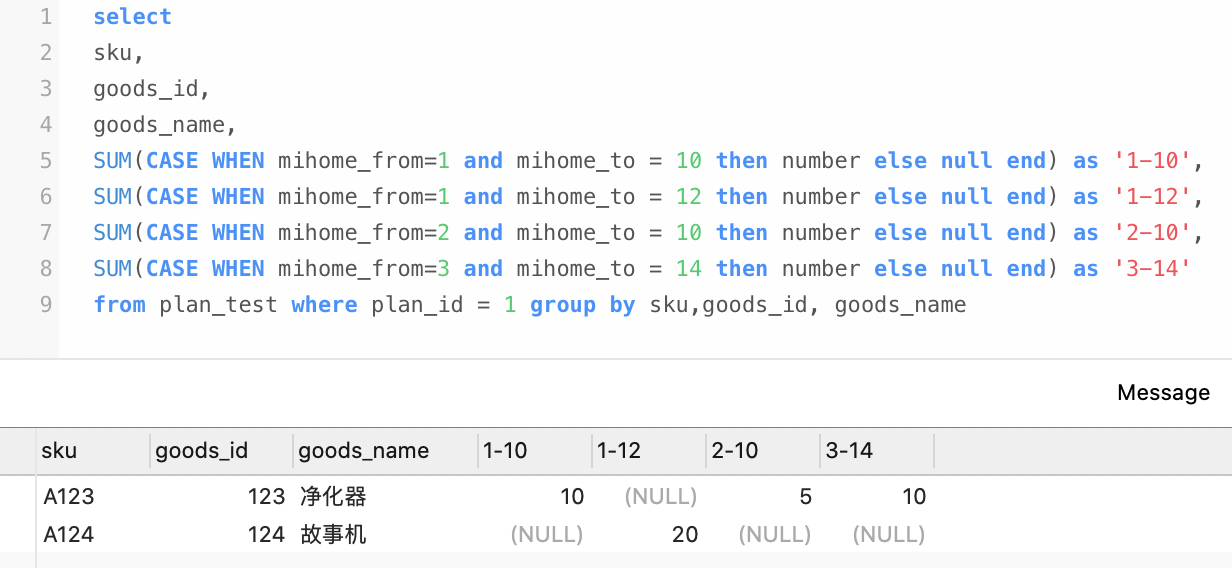 1 select
2 sku,
3 goods_id,
4 goods_name,
5 SUM(CASE WHEN mihome_from=1 and mihome_to = 10 then number else null end) as '1-10',
6 SUM(CASE WHEN mihome_from=1 and mihome_to = 12 then number else null end) as '1-12',
7 SUM(CASE WHEN mihome_from=2 and mihome_to = 10 then number else null end) as '2-10',
8 SUM(CASE WHEN mihome_from=3 and mihome_to = 14 then number else null end) as '3-14'
9 from plan_test where plan_id = 1 group by sku,goods_id, goods_name
Message
sku goods_id goods_name 1-10 1-12 2-10 3-14
A123 123 净化器 10 (NULL) 5 10
A124 124 故事机 (NULL) 20 (NULL) (NULL)